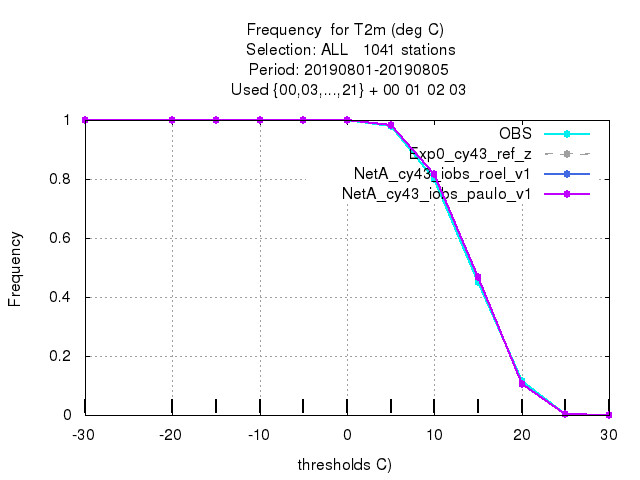 Frequency for T2m (deg C)
Selection: ALL 1041 stations
Period: 20190801-20190805
Used {00,03,...,21} + 00 01 02 03
1
OBS
Exp0_cy43_ref_z
NetA_cy43_iobs_roel_v1
0.8
NetA_cy43_iobs_paulo_v1
0.6
Frequency
0.4
0.2
0
-30 -20 -10 0 10 20 30
thresholds C)